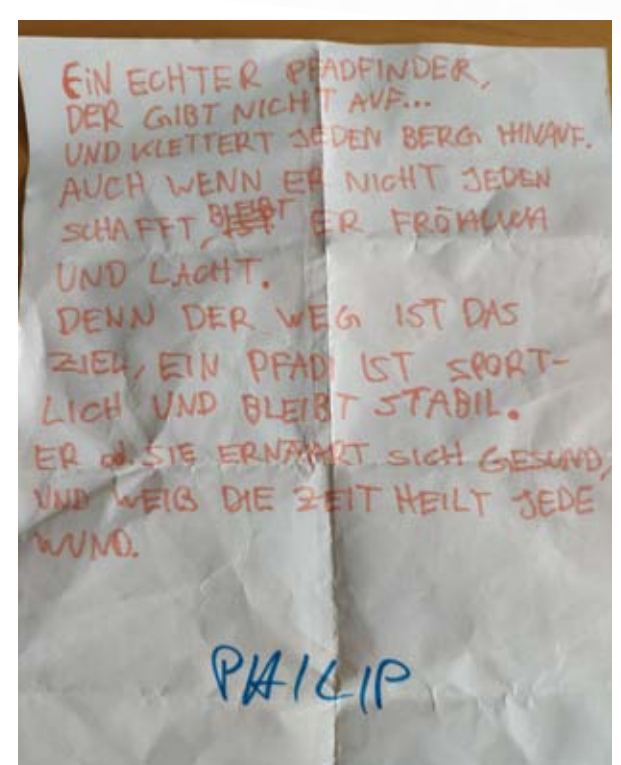 EiN ECHTER PFADFINDER,
DER GIBT NICHT AUF...
UND KLETTERT JEDEN BERG HINAUF.
AUCH WENN ER NICHT JEDEN
SCHAFFT, BLEIBT ER FRÖHLICH
UND LACHT.
DENN DER WEG IST DAS
ZIEL, EIN PFADI IST SPORT-
LICH UND BLEIBT STABIL.
ER od. SIE ERNÄHRT SICH GESUND,
UND WEIß DIE ZEIT HEILT JEDE
WUND.
PHILIP